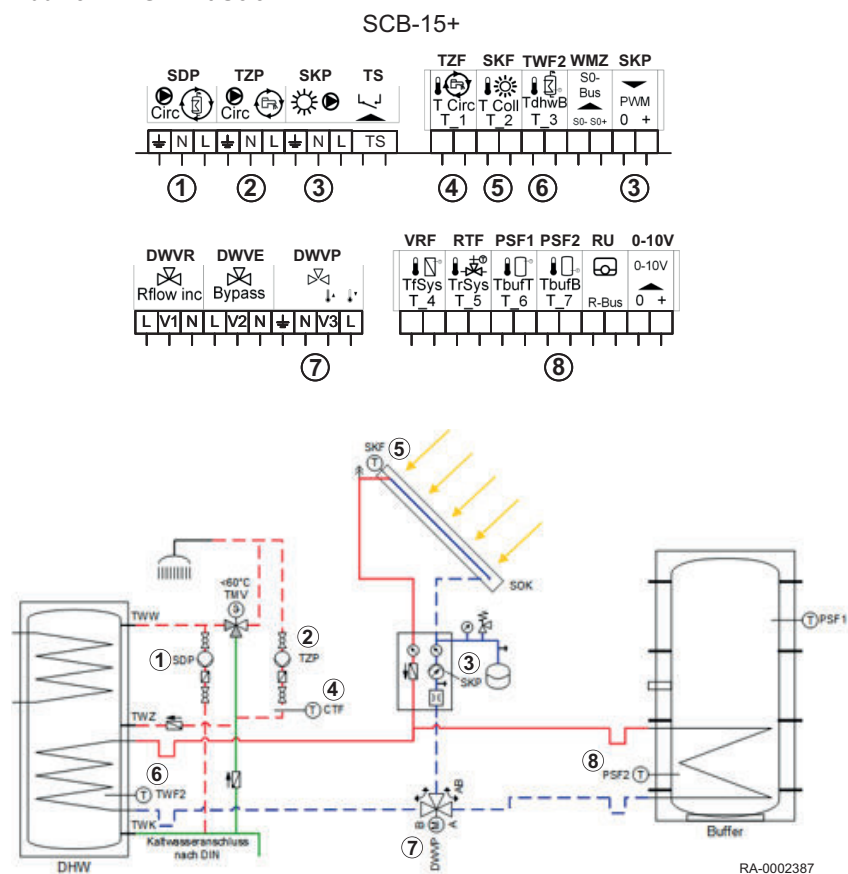 SCB-15+
SDP TZP SKP TS
Circ Circ
N L N L N L TS
1 2 3
TZF SKF TWF2 WMZ SKP
T Circ T Coll TdhwB S0-Bus PWM
T_1 T_2 T_3 S0- S0+ 0 +
4 5 6 3
DWVR DWVE DWVP
Rflow inc Bypass
L V1 N L V2 N N V3 L
7
VRF RTF PSF1 PSF2 RU 0-10V
TfSys TrSys TbufT TbufB 0-10V
T_4 T_5 T_6 T_7 R-Bus 0 +
8
SKF 5
T
SOK
<60°C
TMV
TWW
1 SDP
2
TZP
3
SKP
4
T CTF
TWZ
6
T TWF2
TWK
Kaltwasseranschluss
nach DIN
DHW
AB
B M A
7 DWVP
T PSF1
8
PSF2 T
Buffer
RA-0002387